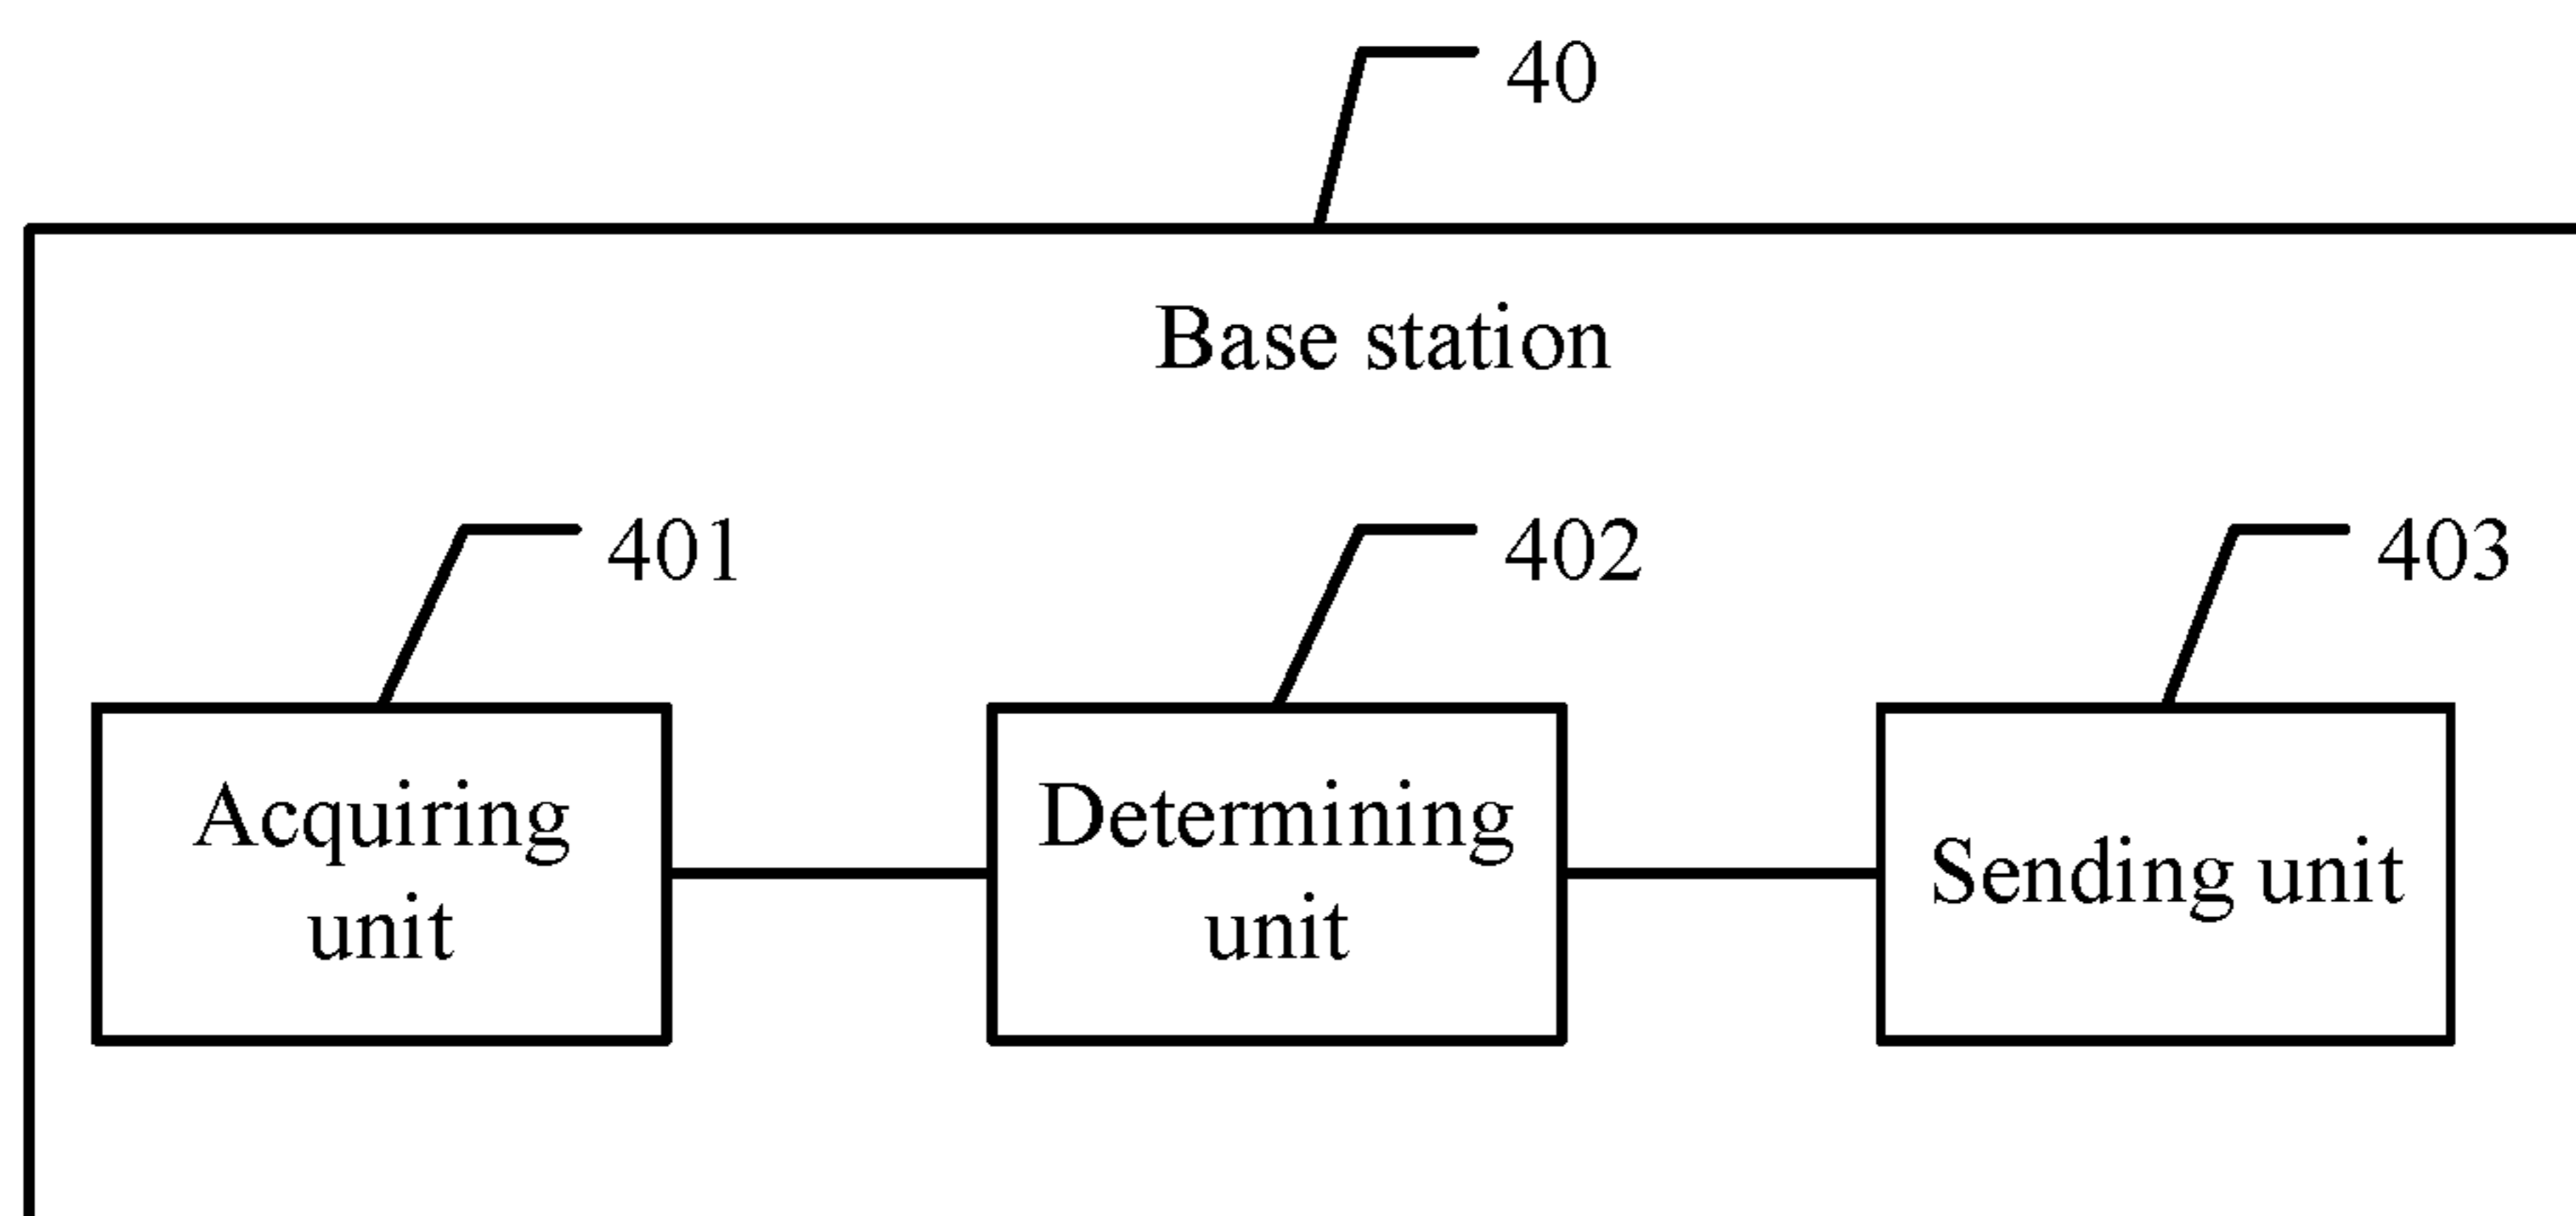 40
Base station
401
402
403
Acquiring
unit
Determining
unit
Sending unit